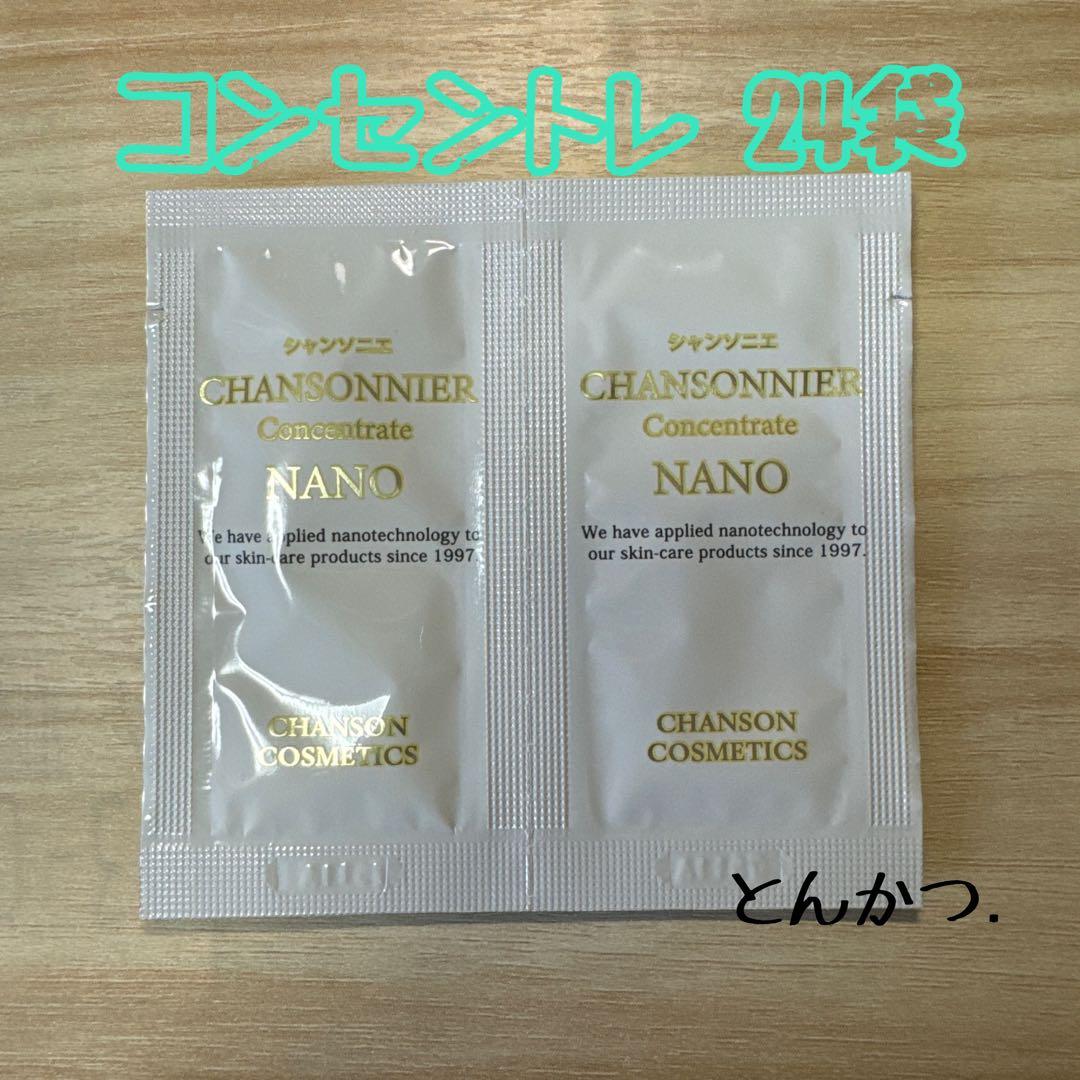 コンセントレ 24袋
シャンソニエ
CHANSONNIER
Concentrate
NANO
We have applied nanotechnology to
our skin-care products since 1997.
CHANSON
COSMETICS
シャンソニエ
CHANSONNIER
Concentrate
NANO
We have applied nanotechnology to
our skin-care products since 1997.
CHANSON
COSMETICS
とんかつ.